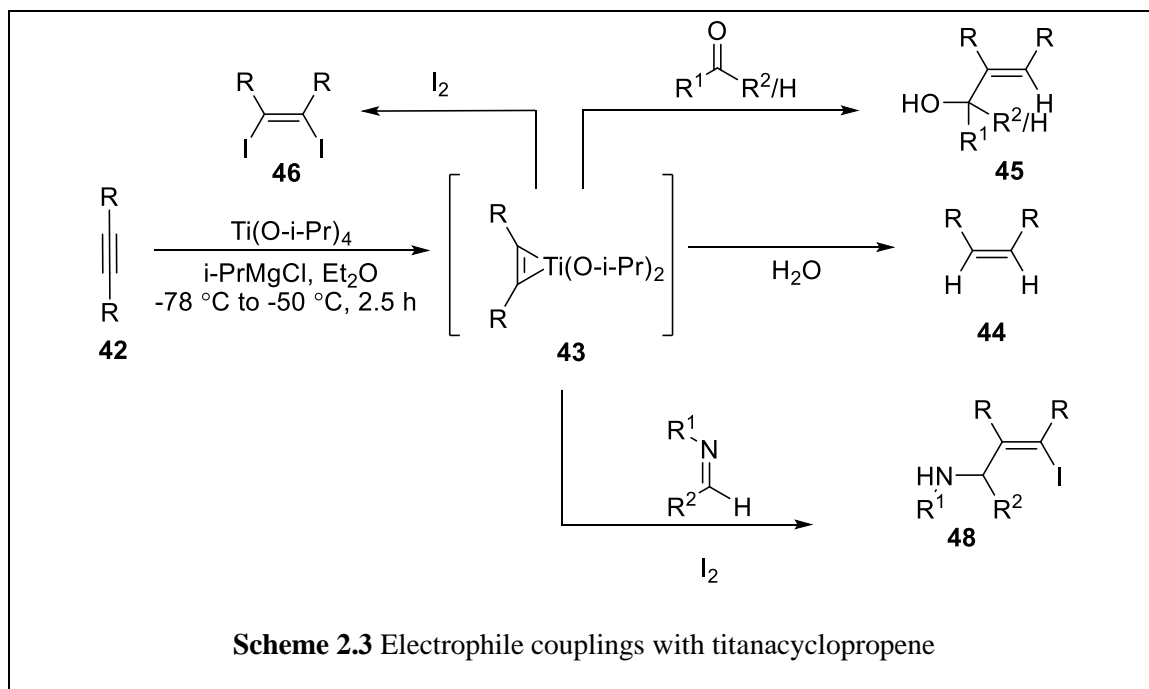 R R I I
46
I₂
O
R¹ R²/H
R R
HO H
R²/H
R¹
45
R
R
42
Ti(O-i-Pr)₄
i-PrMgCl, Et₂O
-78 °C to -50 °C, 2.5 h
R
Ti(O-i-Pr)₂
R
43
H₂O
R R
H H
44
R¹
N
R² H
I₂
R R
HN I
R¹ R²
48
Scheme 2.3 Electrophile couplings with titanacyclopropene